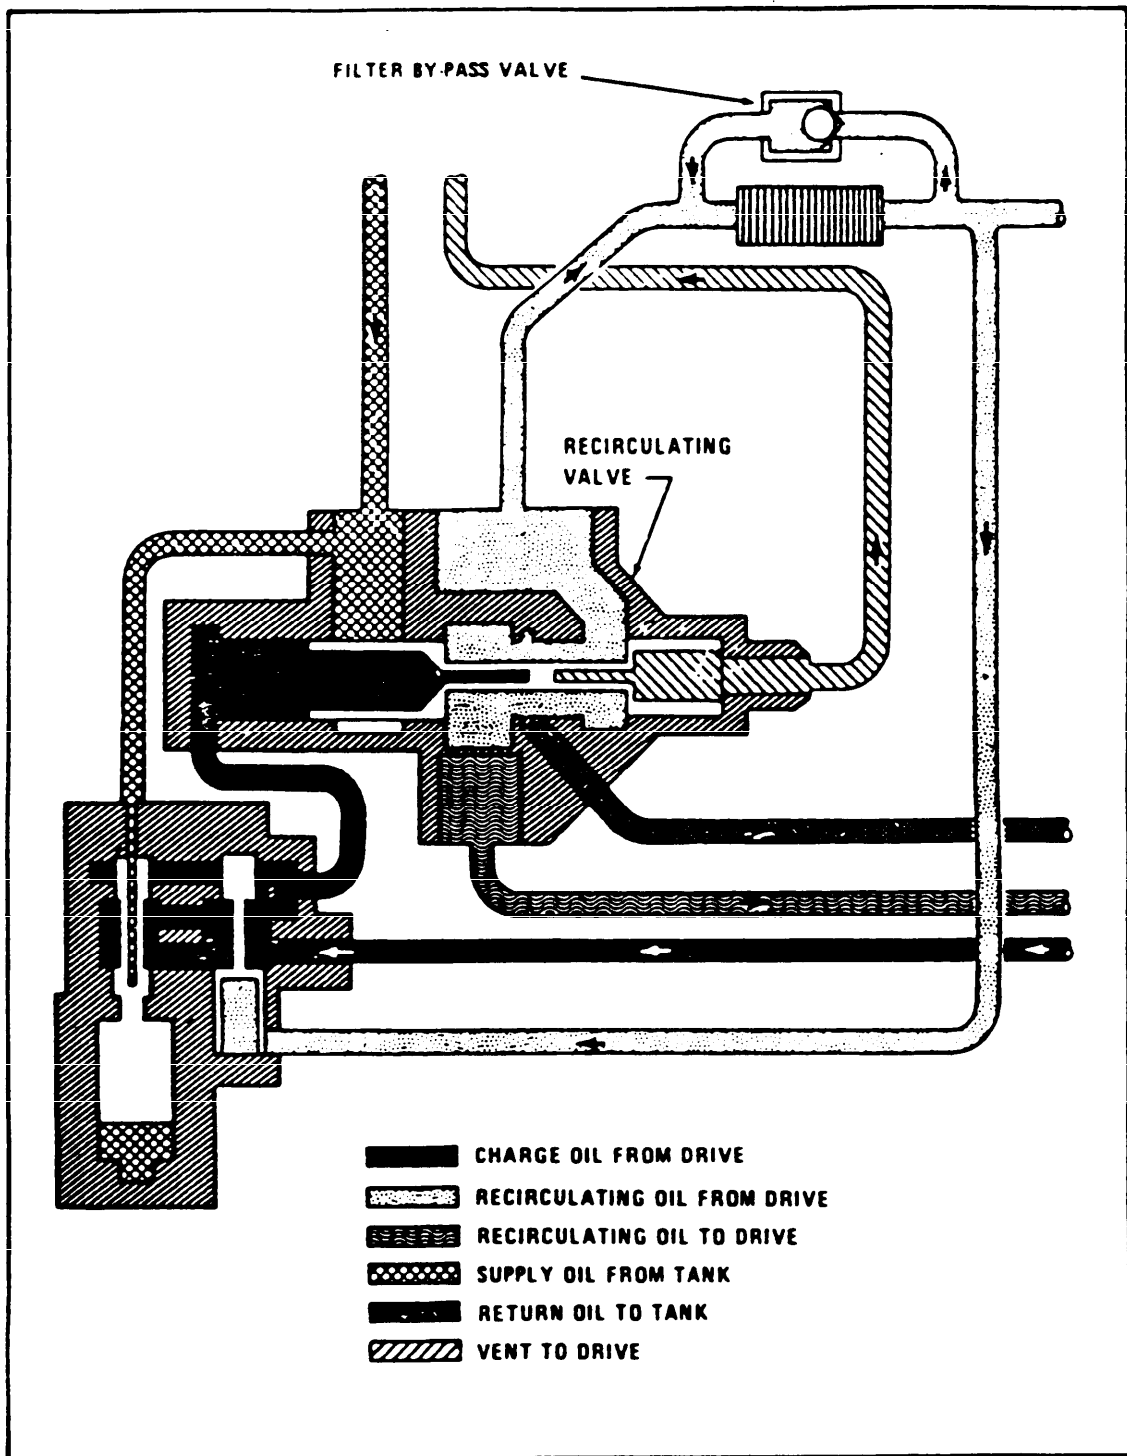 FILTER BY-PASS VALVE
RECIRCULATING
VALVE
CHARGE OIL FROM DRIVE
RECIRCULATING OIL FROM DRIVE
RECIRCULATING OIL TO DRIVE
SUPPLY OIL FROM TANK
RETURN OIL TO TANK
VENT TO DRIVE